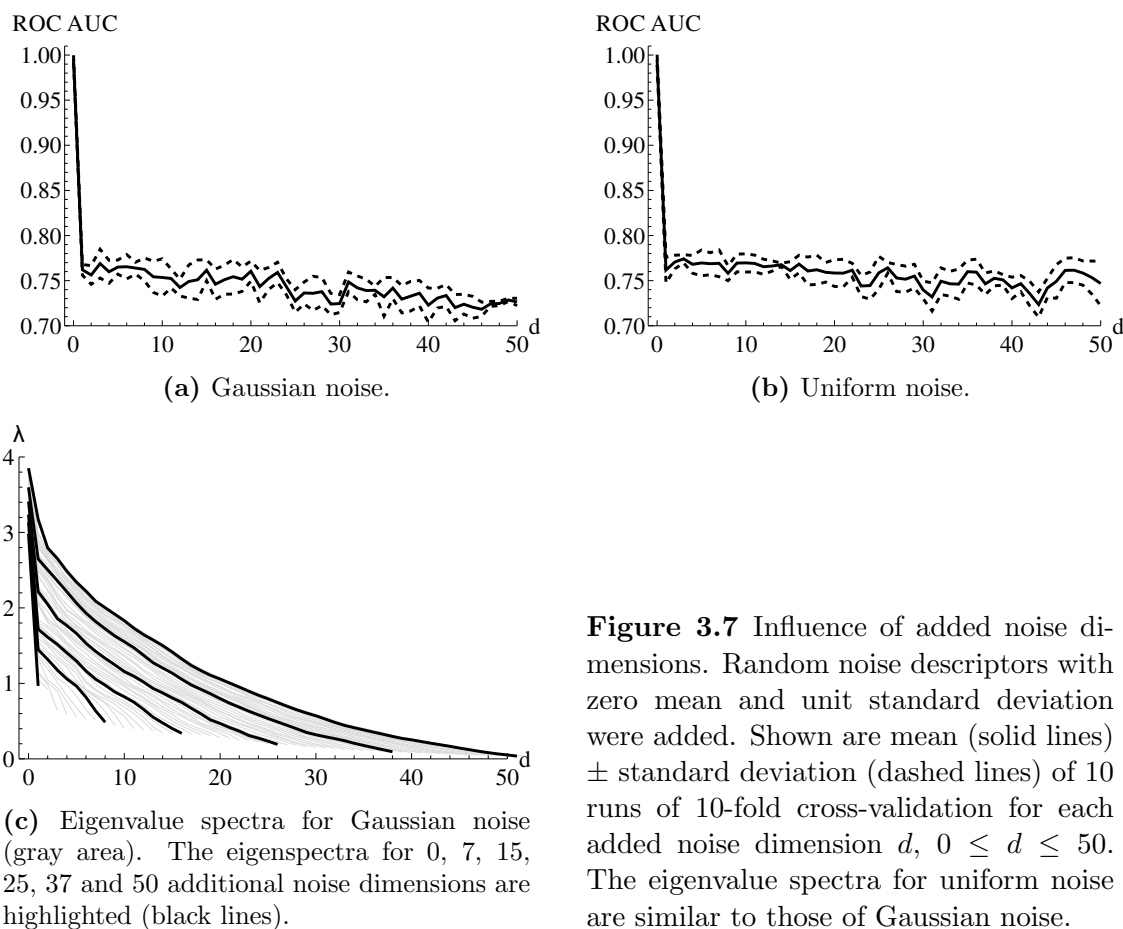 ROC AUC
1.00
0.95
0.90
0.85
0.80
0.75
0.70
0 10 20 30 40 50 d
(a) Gaussian noise.
ROC AUC
1.00
0.95
0.90
0.85
0.80
0.75
0.70
0 10 20 30 40 50 d
(b) Uniform noise.
λ
4
3
2
1
0
0 10 20 30 40 50 d
(c) Eigenvalue spectra for Gaussian noise
(gray area). The eigenspectra for 0, 7, 15,
25, 37 and 50 additional noise dimensions are
highlighted (black lines).
Figure 3.7 Influence of added noise di-
mensions. Random noise descriptors with
zero mean and unit standard deviation
were added. Shown are mean (solid lines)
± standard deviation (dashed lines) of 10
runs of 10-fold cross-validation for each
added noise dimension d, 0 ≤ d ≤ 50.
The eigenvalue spectra for uniform noise
are similar to those of Gaussian noise.